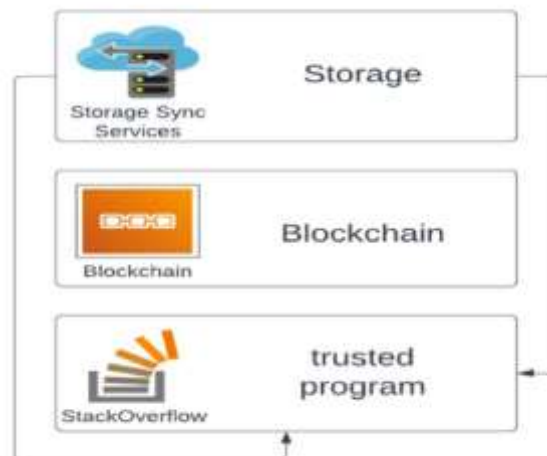 Storage
Storage Sync
Services
Blockchain
Blockchain
trusted
program
StackOverflow